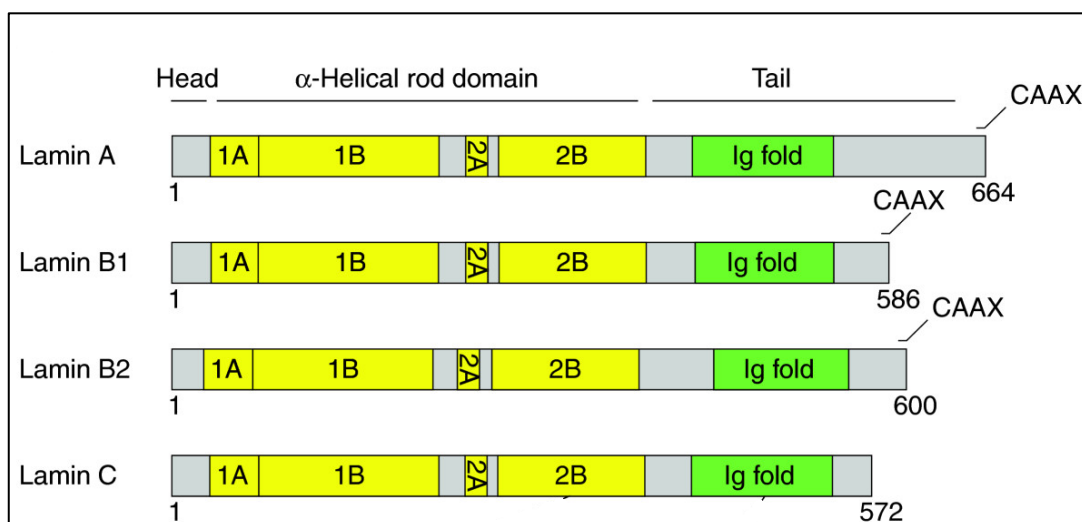 Head α-Helical rod domain Tail CAAX
Lamin A 1A 1B 2A 2B Ig fold
1 664
CAAX
Lamin B1 1A 1B 2A 2B Ig fold
1 586
CAAX
Lamin B2 1A 1B 2A 2B Ig fold
1 600
Lamin C 1A 1B 2A 2B Ig fold
1 572